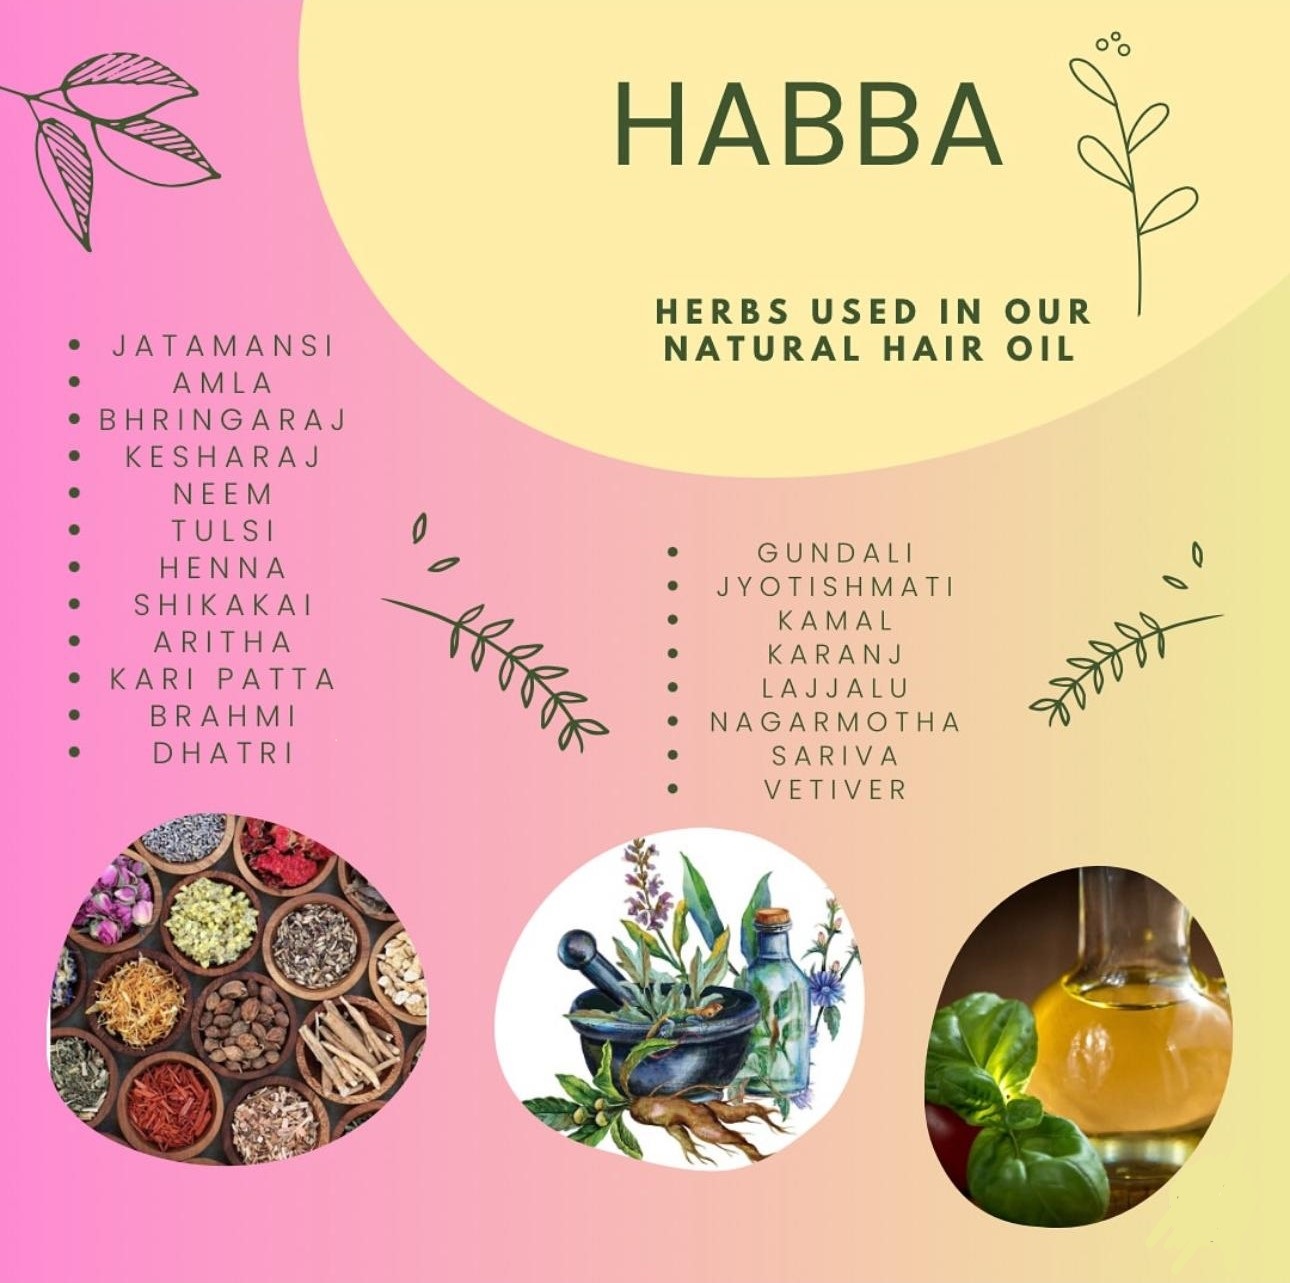 HABBA
HERBS USED IN OUR
NATURAL HAIR OIL
• JATAMANSI
• AMLA
• BHRINGARAJ
• KESHARAJ
• NEEM
• TULSI
• HENNA
• SHIKAKAI
• ARITHA
• KARI PATTA
• BRAHMI
• DHATRI
• GUNDALI
• JYOTISHMATI
• KAMAL
• KARANJ
• LAJJALU
• NAGARMOTHA
• SARIVA
• VETIVER